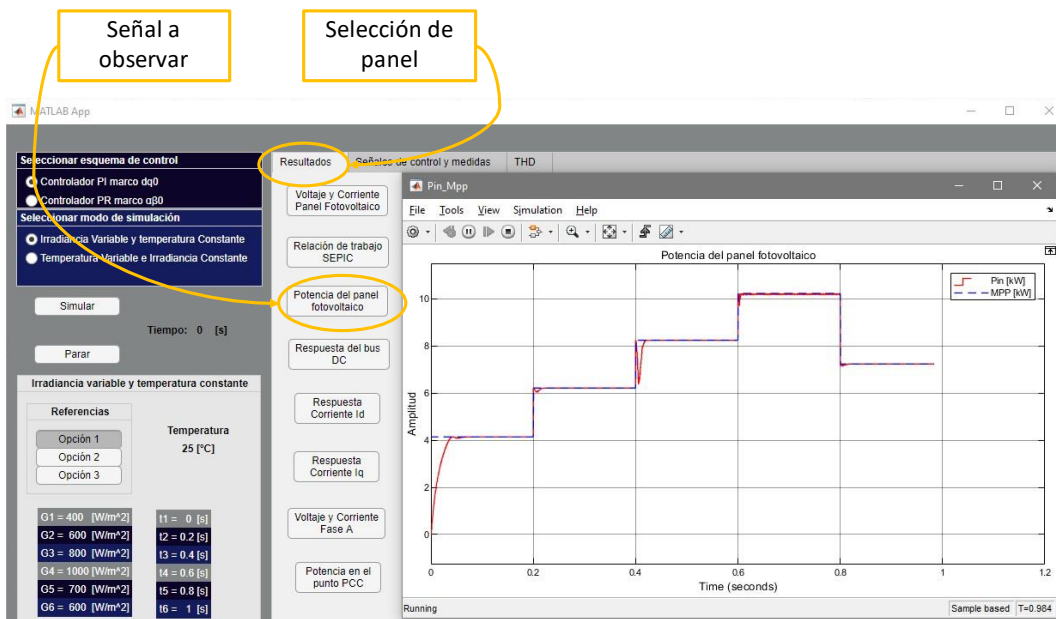 Señal a
observar
Selección de
panel
MATLAB App
Seleccionar esquema de control
Controlador PI marco dq0
Controlador PR marco αβ0
Seleccionar modo de simulación
Irradiancia Variable y temperatura Constante
Temperatura Variable e Irradiancia Constante
Simular
Tiempo: 0 [s]
Parar
Irradiancia variable y temperatura constante
Referencias
Opción 1
Opción 2
Opción 3
Temperatura
25 [°C]
G1 = 400 [W/m^2]
G2 = 600 [W/m^2]
G3 = 800 [W/m^2]
G4 = 1000 [W/m^2]
G5 = 700 [W/m^2]
G6 = 600 [W/m^2]
t1 = 0 [s]
t2 = 0.2 [s]
t3 = 0.4 [s]
t4 = 0.6 [s]
t5 = 0.8 [s]
t6 = 1 [s]
Resultados
Señales de control y medidas
THD
Voltaje y Corriente
Panel Fotovoltaico
Relación de trabajo
SEPIC
Potencia del panel
fotovoltaico
Respuesta del bus
DC
Respuesta
Corriente Id
Respuesta
Corriente Iq
Voltaje y Corriente
Fase A
Potencia en el
punto PCC
Pin_Mpp
File Tools View Simulation Help
Potencia del panel fotovoltaico
Pin [kW]
MPP [kW]
Amplitud
10
8
6
4
2
0
0 0.2 0.4 0.6 0.8 1 1.2
Time (seconds)
Running
Sample based
T=0.984